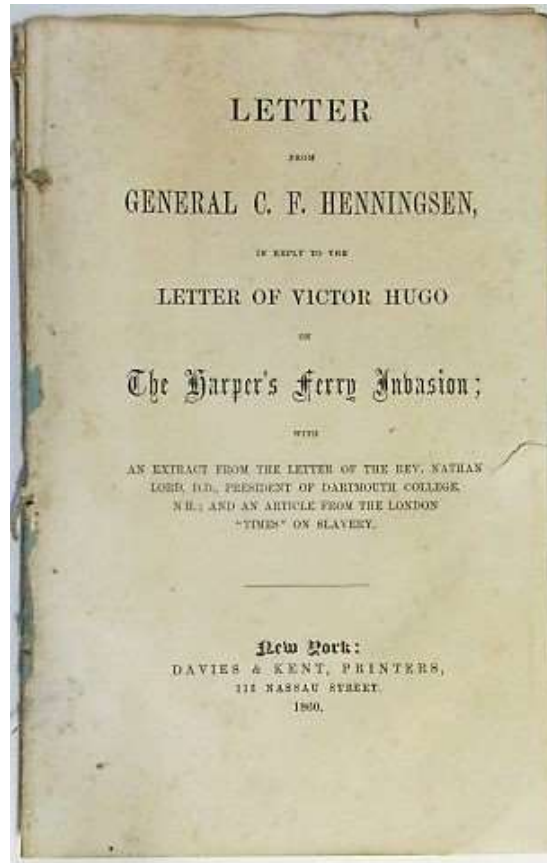 LETTER
FROM
GENERAL C. F. HENNINGSEN,
IN REPLY TO THE
LETTER OF VICTOR HUGO
ON
The Harper's Ferry Invasion;
WITH
AN EXTRACT FROM THE LETTER OF THE REV. NATHAN
LORD, D.D., PRESIDENT OF DARTMOUTH COLLEGE,
N.H.; AND AN ARTICLE FROM THE LONDON
"TIMES" ON SLAVERY.
New York:
DAVIES & KENT, PRINTERS,
NASSAU STREET.
1860.